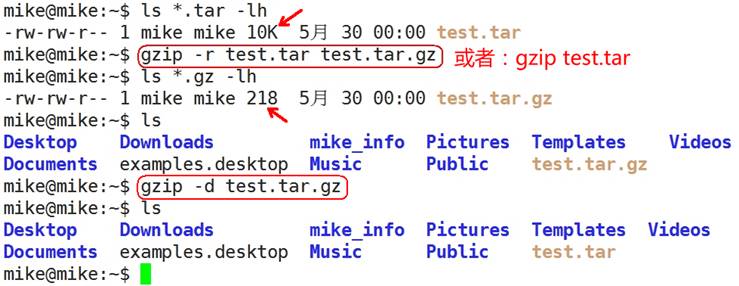 mike@mike:~$ ls *.tar -lh
-rw-rw-r-- 1 mike mike 10K 5月 30 00:00 test.tar
mike@mike:~$ gzip -r test.tar test.tar.gz 或者：gzip test.tar
mike@mike:~$ ls *.gz -lh
-rw-rw-r-- 1 mike mike 218 5月 30 00:00 test.tar.gz
mike@mike:~$ ls
Desktop Downloads mike_info Pictures Templates Videos
Documents examples.desktop Music Public test.tar.gz
mike@mike:~$ gzip -d test.tar.gz
mike@mike:~$ ls
Desktop Downloads mike_info Pictures Templates Videos
Documents examples.desktop Music Public test.tar
mike@mike:~$